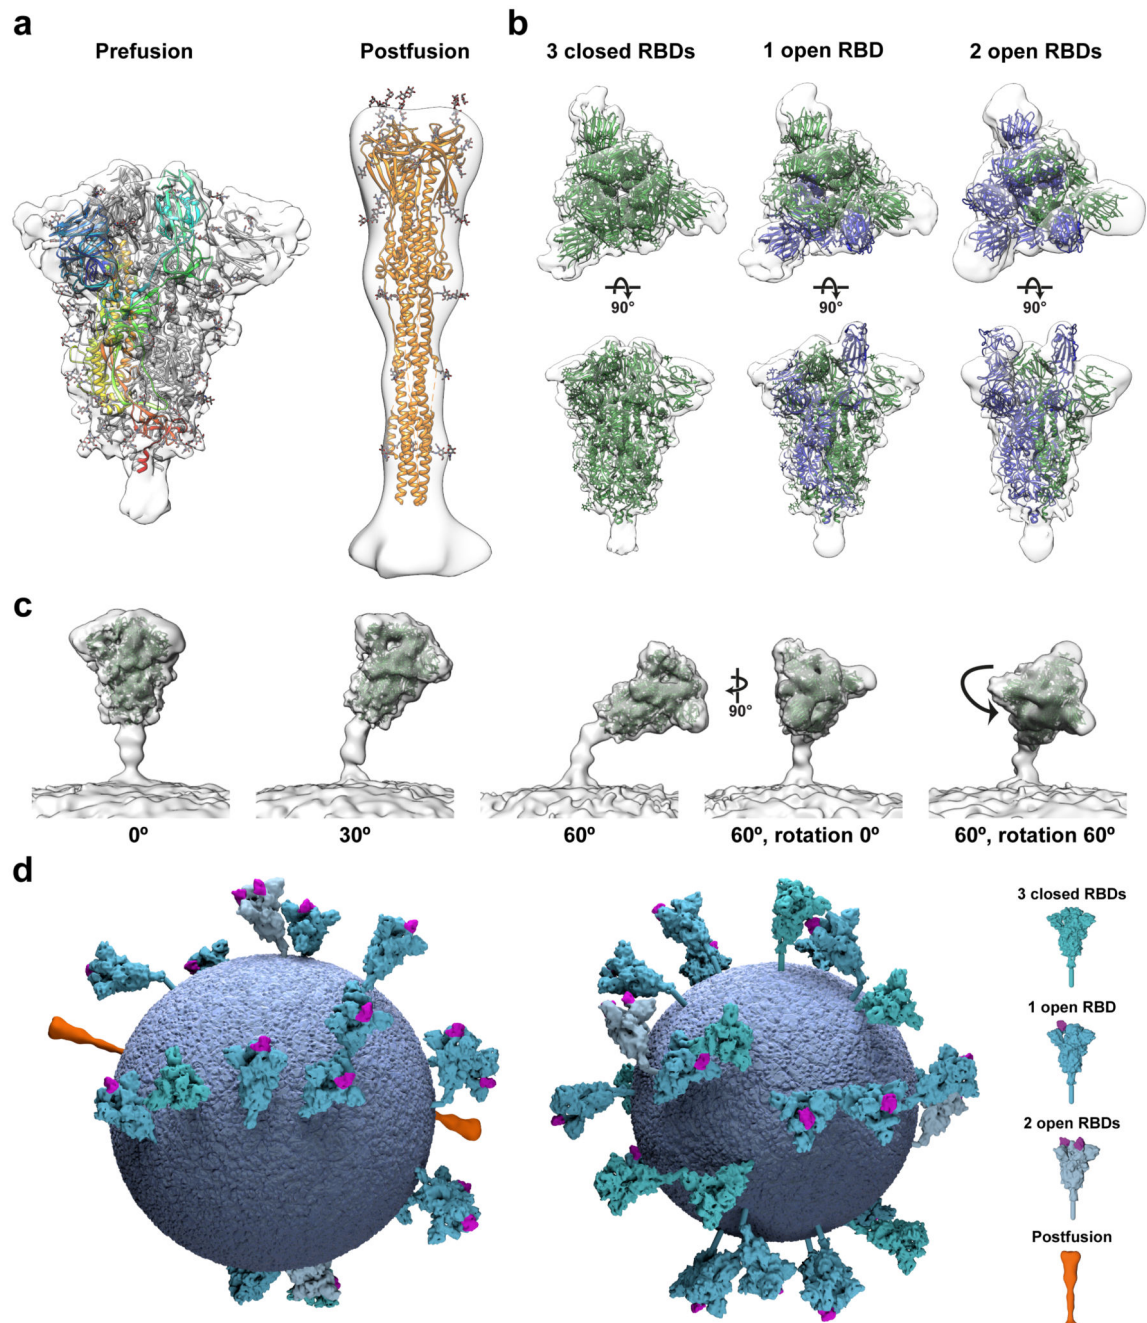 a
Prefusion
Postfusion
b
3 closed RBDs
1 open RBD
2 open RBDs
90°
90°
90°
c
90°
0º
30º
60º
60º, rotation 0º
60º, rotation 60º
d
3 closed RBDs
1 open RBD
2 open RBDs
Postfusion